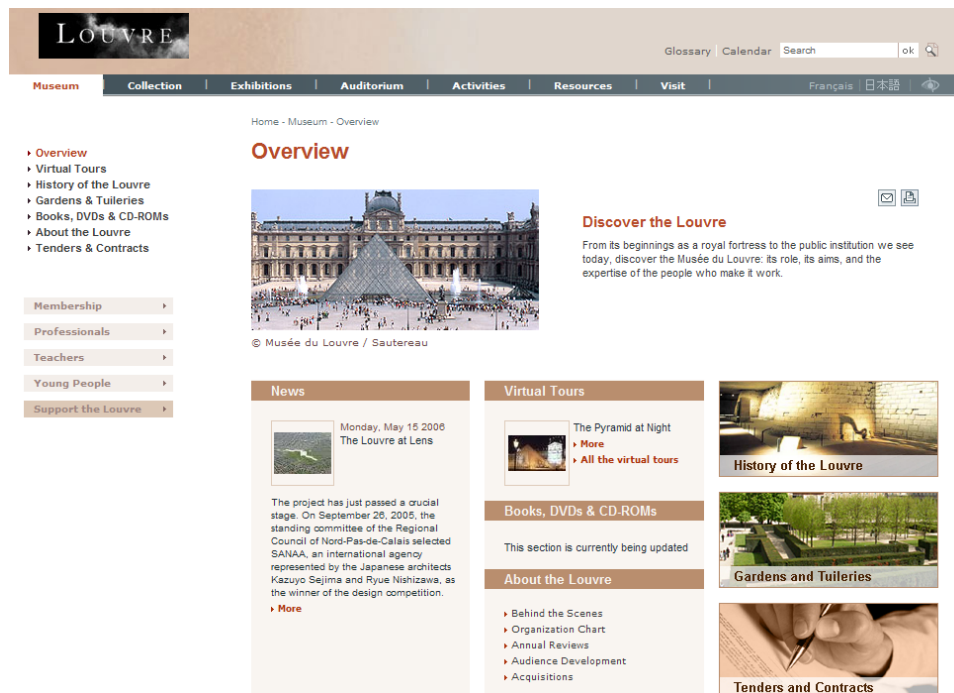 LOUVRE
Glossary Calendar Search ok
Museum Collection Exhibitions Auditorium Activities Resources Visit Français 日本語
Home - Museum - Overview
Overview
Overview
Virtual Tours
History of the Louvre
Gardens & Tuileries
Books, DVDs & CD-ROMs
About the Louvre
Tenders & Contracts
Membership
Professionals
Teachers
Young People
Support the Louvre
© Musée du Louvre / Sautereau
Discover the Louvre
From its beginnings as a royal fortress to the public institution we see
today, discover the Musée du Louvre: its role, its aims, and the
expertise of the people who make it work.
News
Monday, May 15 2006
The Louvre at Lens
The project has just passed a crucial
stage. On September 26, 2005, the
standing committee of the Regional
Council of Nord-Pas-de-Calais selected
SANAA, an international agency
represented by the Japanese architects
Kazuyo Sejima and Ryue Nishizawa, as
the winner of the design competition.
More
Virtual Tours
The Pyramid at Night
More
All the virtual tours
Books, DVDs & CD-ROMs
This section is currently being updated
About the Louvre
Behind the Scenes
Organization Chart
Annual Reviews
Audience Development
Acquisitions
History of the Louvre
Gardens and Tuileries
Tenders and Contracts